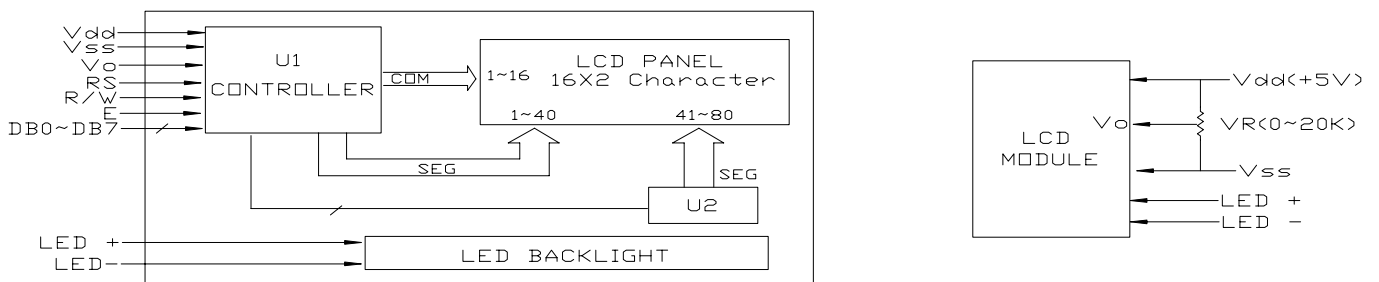 Vdd
Vss
Vo
RS
R/W
E
DB0~DB7
U1
CONTROLLER
COM
1~16
LCD PANEL
16X2 Character
1~40
41~80
SEG
SEG
U2
LED +
LED-
LED BACKLIGHT
LCD
MODULE
Vdd(+5V)
Vo
VR(0~20K)
Vss
LED +
LED -